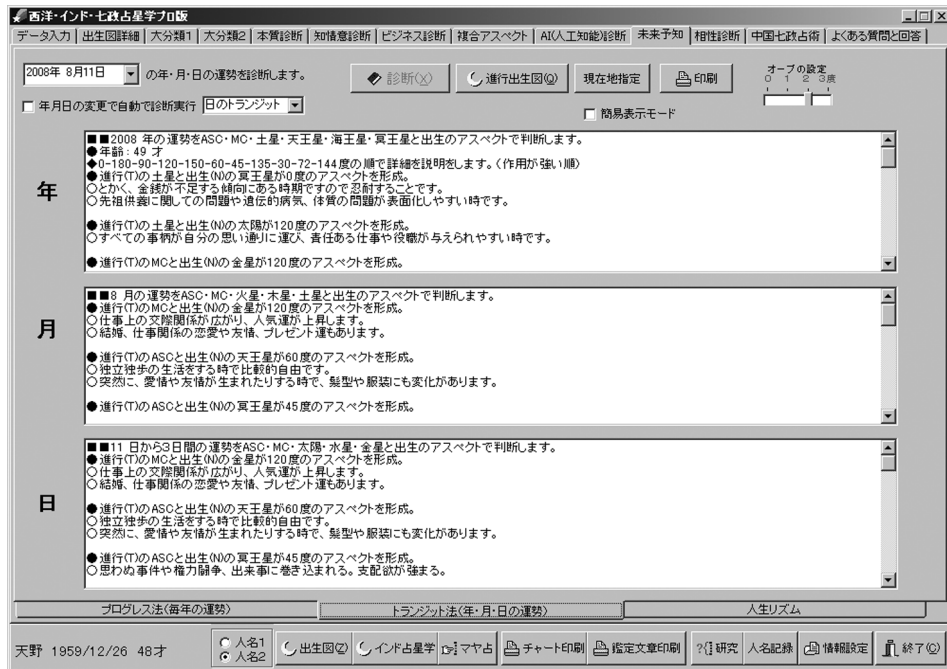 西洋・インド・七政占星学プロ版
データ入力 出生図詳細 大分類1 大分類2 本質診断 知情意診断 ビジネス診断 複合アスペクト AI(人工知能)診断 未来予知 相性診断 中国七政占術 よくある質問と回答
2008年 8月11日 の年・月・日の運勢を診断します。 診断(X) 進行出生図(Q) 現在地指定 印刷 オーブの設定
0 1 2 3度
年月日の変更で自動で診断実行 日のトランジット 簡易表示モード
年
■■2008 年の運勢をASC・MC・土星・天王星・海王星・冥王星と出生のアスペクトで判断します。
●年齢:49 才
◆0-180-90-120-150-60-45-135-30-72-144度の順で詳細を説明をします。(作用が強い順)
●進行(T)の土星と出生(N)の冥王星が0度のアスペクトを形成。
○とかく、金銭が不足する傾向にある時期ですので忍耐することです。
○先祖供養に関しての問題や遺伝的病気、体質の問題が表面化しやすい時です。
●進行(T)の土星と出生(N)の太陽が120度のアスペクトを形成。
○すべての事柄が自分の思い通りに運び、責任ある仕事や役職が与えられやすい時です。
●進行(T)のMCと出生(N)の金星が120度のアスペクトを形成。
月
■■8 月の運勢をASC・MC・火星・木星・土星と出生のアスペクトで判断します。
●進行(T)のMCと出生(N)の金星が120度のアスペクトを形成。
○仕事上の交際関係が広がり、人気運が上昇します。
○結婚、仕事関係の恋愛や友情、プレゼント運もあります。
●進行(T)のASCと出生(N)の天王星が60度のアスペクトを形成。
○独立独歩の生活をする時で比較的自由です。
○突然に、愛情や友情が生まれたりする時で、髪型や服装にも変化があります。
●進行(T)のASCと出生(N)の冥王星が45度のアスペクトを形成。
日
■■11 日から3日間の運勢をASC・MC・太陽・水星・金星と出生のアスペクトで判断します。
●進行(T)のMCと出生(N)の金星が120度のアスペクトを形成。
○仕事上の交際関係が広がり、人気運が上昇します。
○結婚、仕事関係の恋愛や友情、プレゼント運もあります。
●進行(T)のASCと出生(N)の天王星が60度のアスペクトを形成。
○独立独歩の生活をする時で比較的自由です。
○突然に、愛情や友情が生まれたりする時で、髪型や服装にも変化があります。
●進行(T)のASCと出生(N)の冥王星が45度のアスペクトを形成。
○思わぬ事件や権力闘争、出来事に巻き込まれる。支配欲が強まる。
プログレス法(毎年の運勢) トランジット法(年・月・日の運勢) 人生リズム
天野 1959/12/26 48才 人名1 人名2 出生図(Z) インド占星学 マヤ占 チャート印刷 鑑定文章印刷 研究 人名記録 情報設定 終了(C)